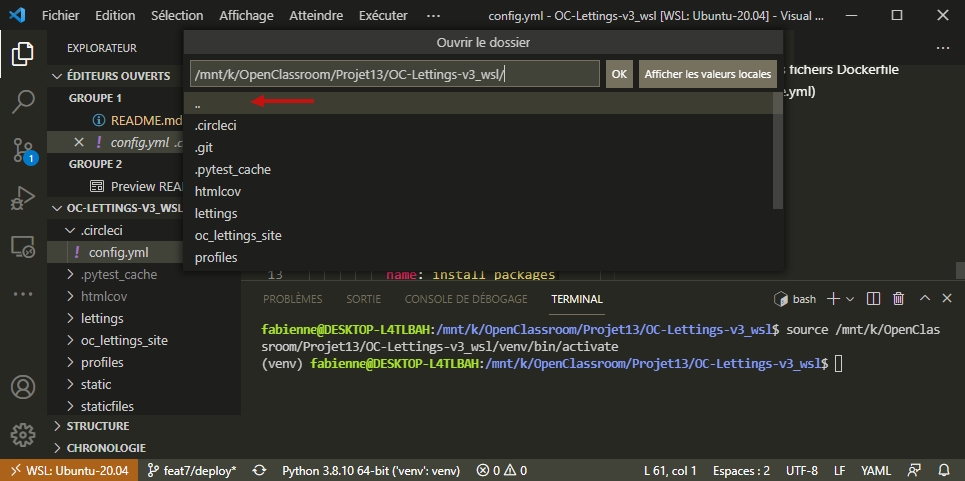 Fichier Edition Sélection Affichage Atteindre Exécuter ··· config.yml - OC-Lettings-v3_wsl [WSL: Ubuntu-20.04] - Visual ...
EXPLORATEUR
ÉDITEURS OUVERTS
GROUPE 1
README.md
config.yml .c
GROUPE 2
Preview REA
OC-LETTINGS-V3_WSL
.circleci
config.yml
.pytest_cache
htmlcov
lettings
oc_lettings_site
profiles
static
staticfiles
STRUCTURE
CHRONOLOGIE
1
Ouvrir le dossier
/mnt/k/OpenClassroom/Projet13/OC-Lettings-v3_wsl/
OK
Afficher les valeurs locales
..
.circleci
.git
.pytest_cache
htmlcov
lettings
oc_lettings_site
profiles
s ficheirs Dockerfile
e.yml)
13 name: install packages
PROBLÈMES SORTIE CONSOLE DE DÉBOGAGE TERMINAL bash
fabienne@DESKTOP-L4TLBAH:/mnt/k/OpenClassroom/Projet13/OC-Lettings-v3_wsl$ source /mnt/k/OpenClas
sroom/Projet13/OC-Lettings-v3_wsl/venv/bin/activate
(venv) fabienne@DESKTOP-L4TLBAH:/mnt/k/OpenClassroom/Projet13/OC-Lettings-v3_wsl$
WSL: Ubuntu-20.04 feat7/deploy* Python 3.8.10 64-bit ('venv': venv) 0 0 L 61, col 1 Espaces : 2 UTF-8 LF YAML